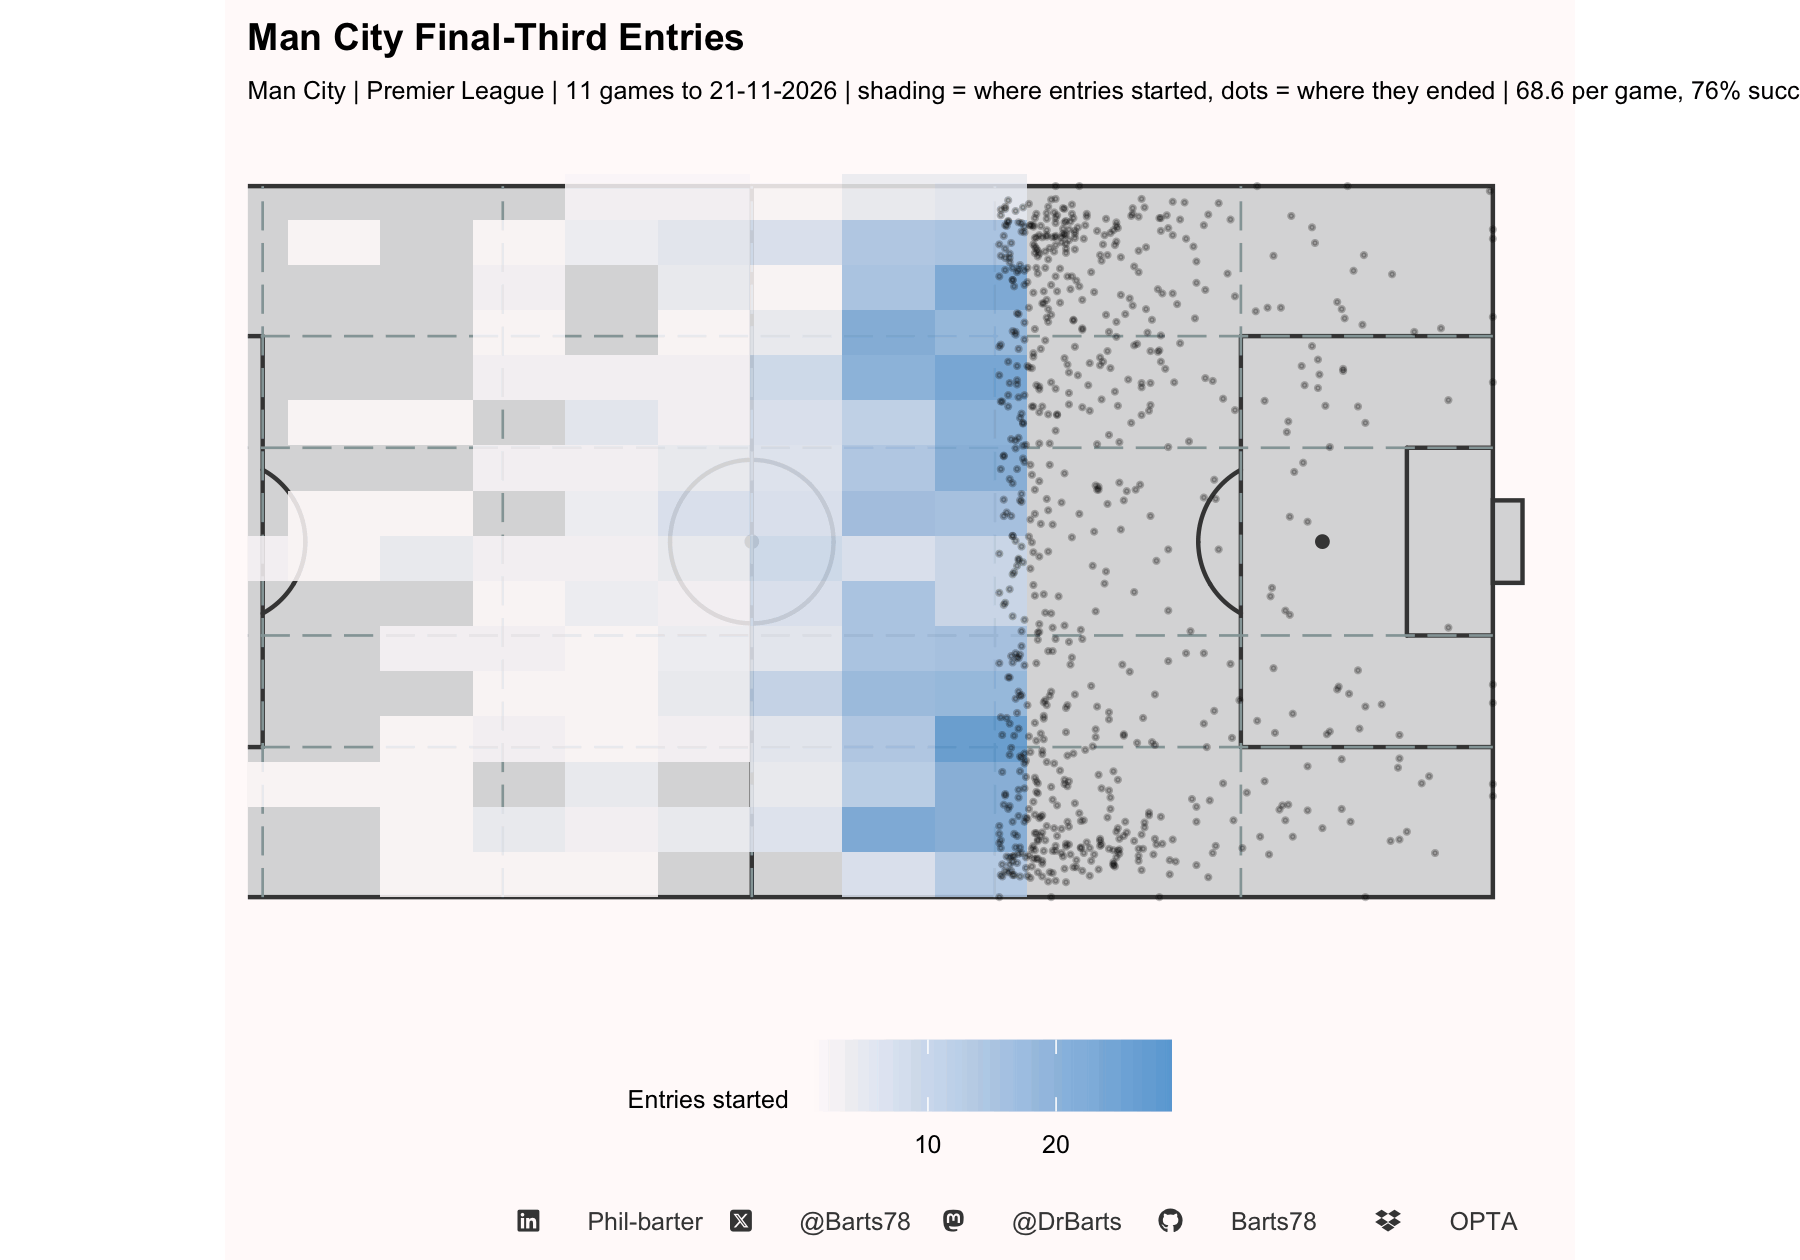 Man City Final-Third Entries
Man City | Premier League | 11 games to 21-11-2026 | shading = where entries started, dots = where they ended | 68.6 per game, 76% succ
Entries started
10 20
Phil-barter @Barts78 @DrBarts Barts78 OPTA